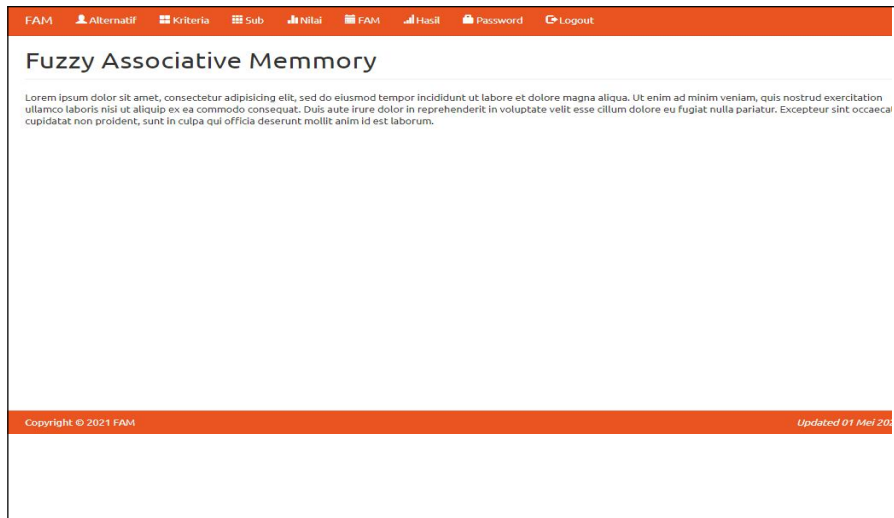 FAM Alternatif Kriteria Sub Nilai FAM Hasil Password Logout
Fuzzy Associative Memmory
Lorem ipsum dolor sit amet, consectetur adipisicing elit, sed do eiusmod tempor incididunt ut labore et dolore magna aliqua. Ut enim ad minim veniam, quis nostrud exercitation
ullamco laboris nisi ut aliquip ex ea commodo consequat. Duis aute irure dolor in reprehenderit in voluptate velit esse cillum dolore eu fugiat nulla pariatur. Excepteur sint occaecat
cupidatat non proident, sunt in culpa qui officia deserunt mollit anim id est laborum.
Copyright © 2021 FAM
Updated 01 Mei